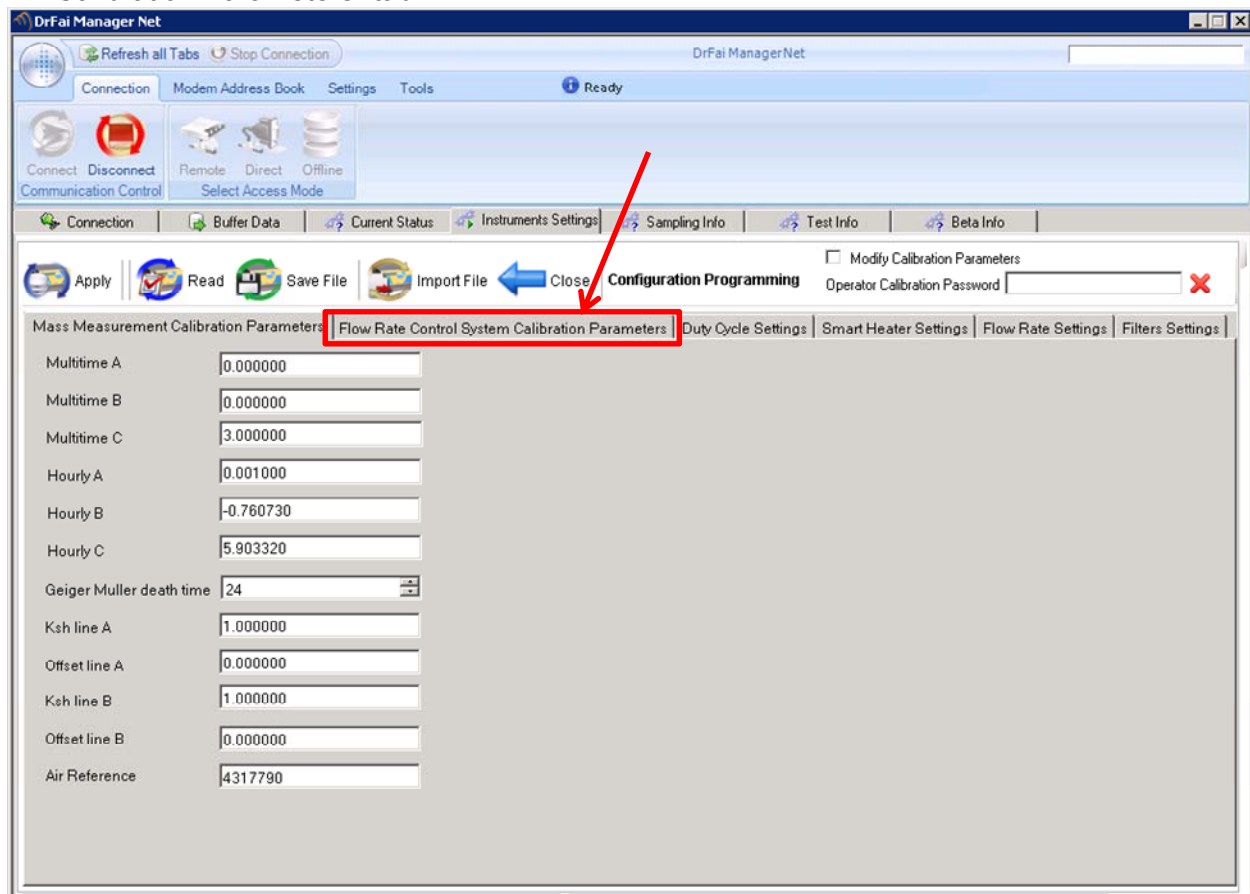 DrFai Manager Net
Refresh all Tabs Stop Connection DrFai ManagerNet
Connection Modem Address Book Settings Tools Ready
Connect Disconnect Remote Direct Offline
Communication Control Select Access Mode
Connection Buffer Data Current Status Instruments Settings Sampling Info Test Info Beta Info
Modify Calibration Parameters
Apply Read Save File Import File Close Configuration Programming
Operator Calibration Password
Mass Measurement Calibration Parameters Flow Rate Control System Calibration Parameters Duty Cycle Settings Smart Heater Settings Flow Rate Settings Filters Settings
Multitime A 0.000000
Multitime B 0.000000
Multitime C 3.000000
Hourly A 0.001000
Hourly B -0.760730
Hourly C 5.903320
Geiger Muller death time 24
Ksh line A 1.000000
Offset line A 0.000000
Ksh line B 1.000000
Offset line B 0.000000
Air Reference 4317790